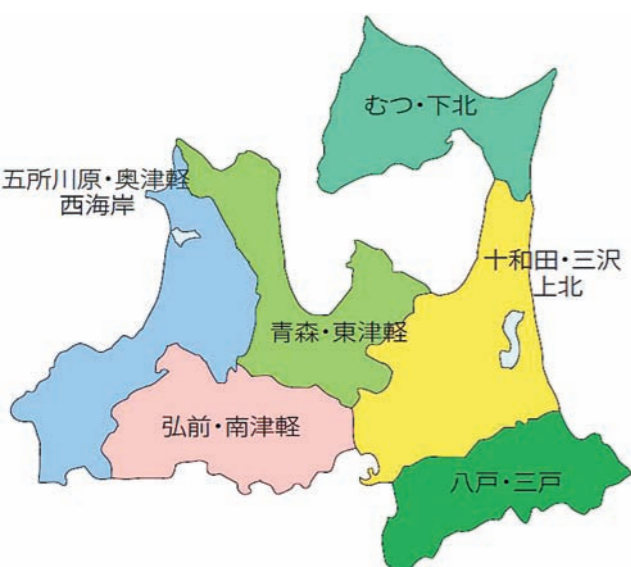 むつ・下北
五所川原・奥津軽
西海岸
十和田・三沢
上北
青森・東津軽
弘前・南津軽
八戸・三戸